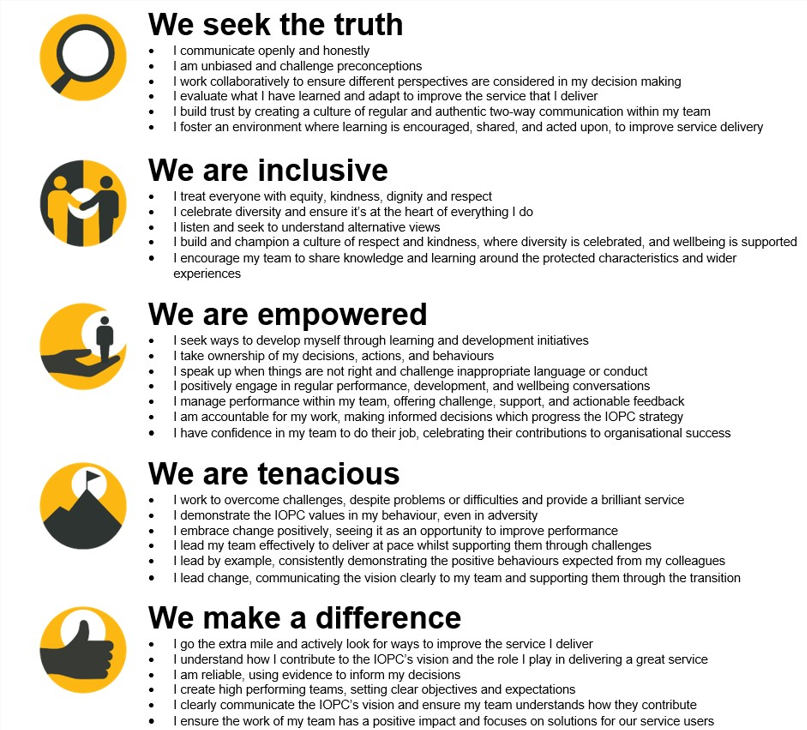 We seek the truth
• I communicate openly and honestly
• I am unbiased and challenge preconceptions
• I work collaboratively to ensure different perspectives are considered in my decision making
• I evaluate what I have learned and adapt to improve the service that I deliver
• I build trust by creating a culture of regular and authentic two-way communication within my team
• I foster an environment where learning is encouraged, shared, and acted upon, to improve service delivery
We are inclusive
• I treat everyone with equity, kindness, dignity and respect
• I celebrate diversity and ensure it's at the heart of everything I do
• I listen and seek to understand alternative views
• I build and champion a culture of respect and kindness, where diversity is celebrated, and wellbeing is supported
• I encourage my team to share knowledge and learning around the protected characteristics and wider
experiences
We are empowered
• I seek ways to develop myself through learning and development initiatives
• I take ownership of my decisions, actions, and behaviours
• I speak up when things are not right and challenge inappropriate language or conduct
• I positively engage in regular performance, development, and wellbeing conversations
• I manage performance within my team, offering challenge, support, and actionable feedback
• I am accountable for my work, making informed decisions which progress the IOPC strategy
• I have confidence in my team to do their job, celebrating their contributions to organisational success
We are tenacious
• I work to overcome challenges, despite problems or difficulties and provide a brilliant service
• I demonstrate the IOPC values in my behaviour, even in adversity
• I embrace change positively, seeing it as an opportunity to improve performance
• I lead my team effectively to deliver at pace whilst supporting them through challenges
• I lead by example, consistently demonstrating the positive behaviours expected from my colleagues
• I lead change, communicating the vision clearly to my team and supporting them through the transition
We make a difference
• I go the extra mile and actively look for ways to improve the service I deliver
• I understand how I contribute to the IOPC's vision and the role I play in delivering a great service
• I am reliable, using evidence to inform my decisions
• I create high performing teams, setting clear objectives and expectations
• I clearly communicate the IOPC's vision and ensure my team understands how they contribute
• I ensure the work of my team has a positive impact and focuses on solutions for our service users